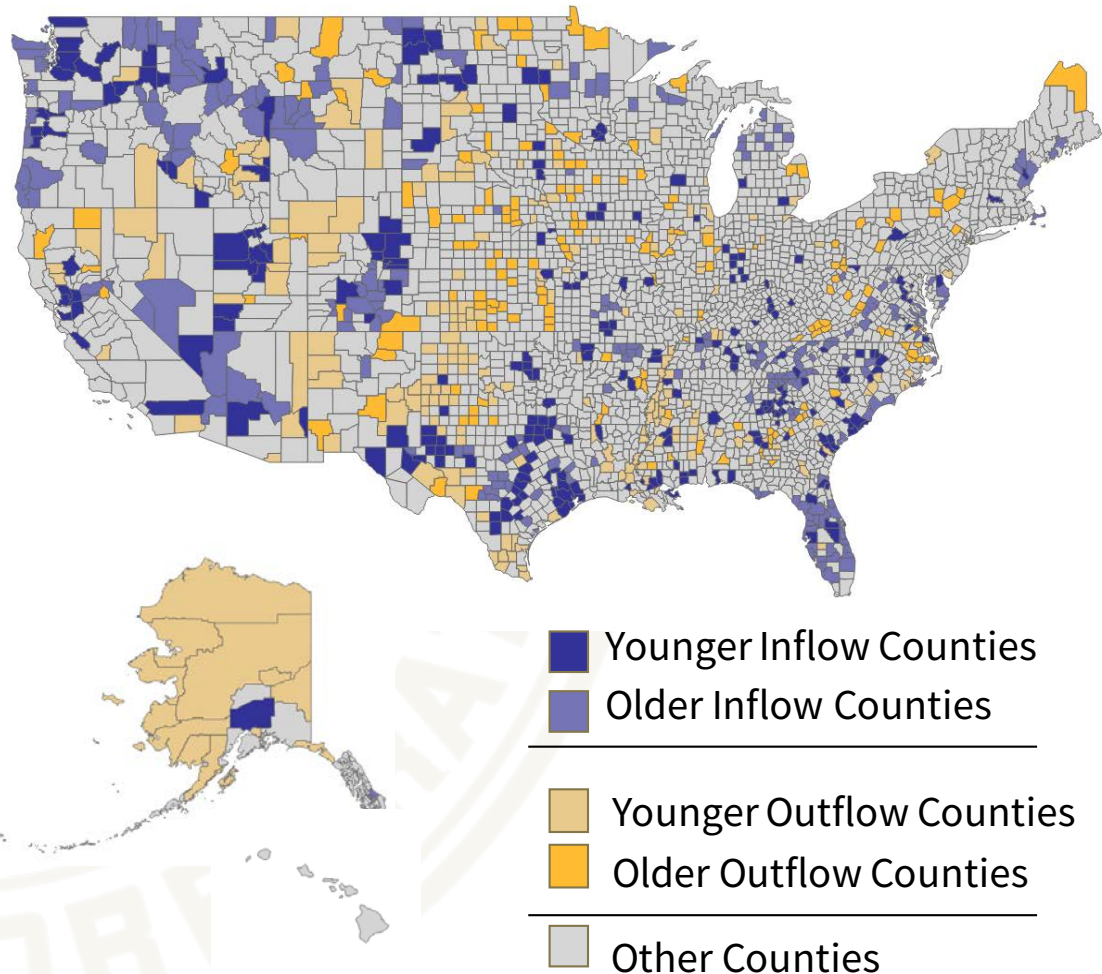 Younger Inflow Counties
Older Inflow Counties
Younger Outflow Counties
Older Outflow Counties
Other Counties